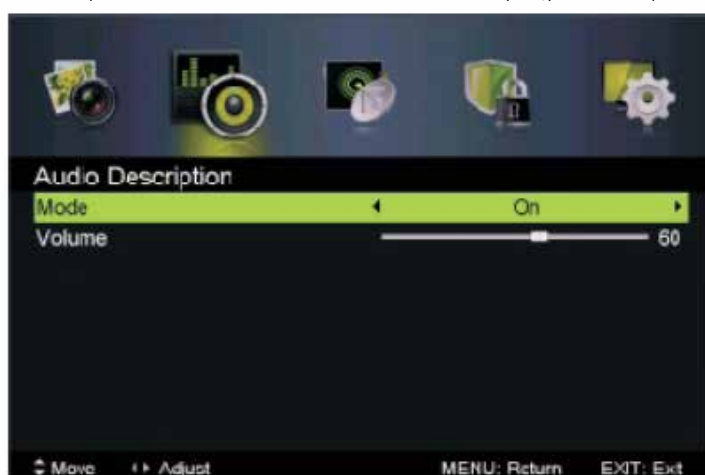 Audio Description
Mode On
Volume 60
Move Adjust MENU: Return EXIT: Exit